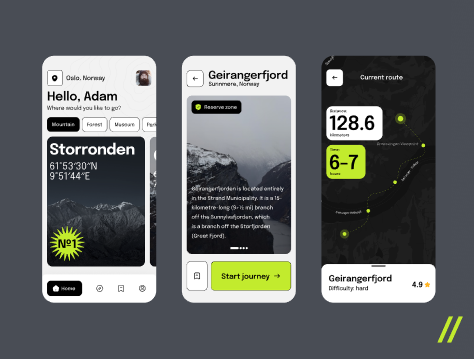 Oslo, Norway
Hello, Adam
Where would you like to go?
Mountain
Forest
Museum
Park
Storronden
61°53'30"N
9°51'44"E
Nº1
Home
Geirangerfjord
Sunnmøre, Norway
Reserve zone
Geirangerfjorden is located entirely
in the Stranda Municipality. It is a 15-
kilometre-long (9+½ mi) branch
off the Sunnylvsfjorden, which
is a branch off the Storfjorden
(Great Fjord).
Start journey →
Current route
Distance:
128.6
kilometers
Time:
6–7
hours
Geirangerfjord
Difficulty: hard
4.9